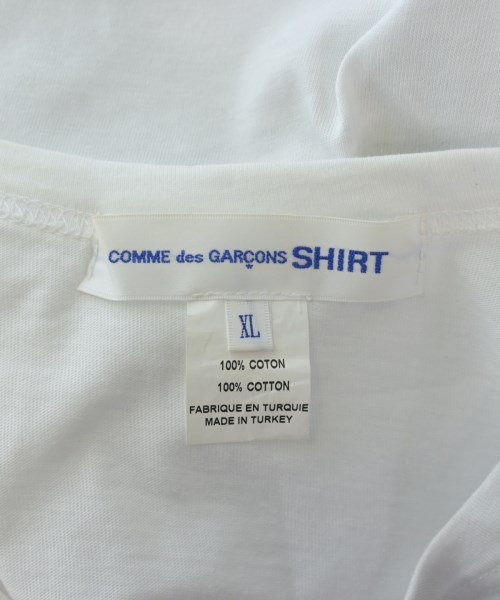 COMME des GARÇONS SHIRT
XL
100% COTON
100% COTTON
FABRIQUE EN TURQUIE
MADE IN TURKEY